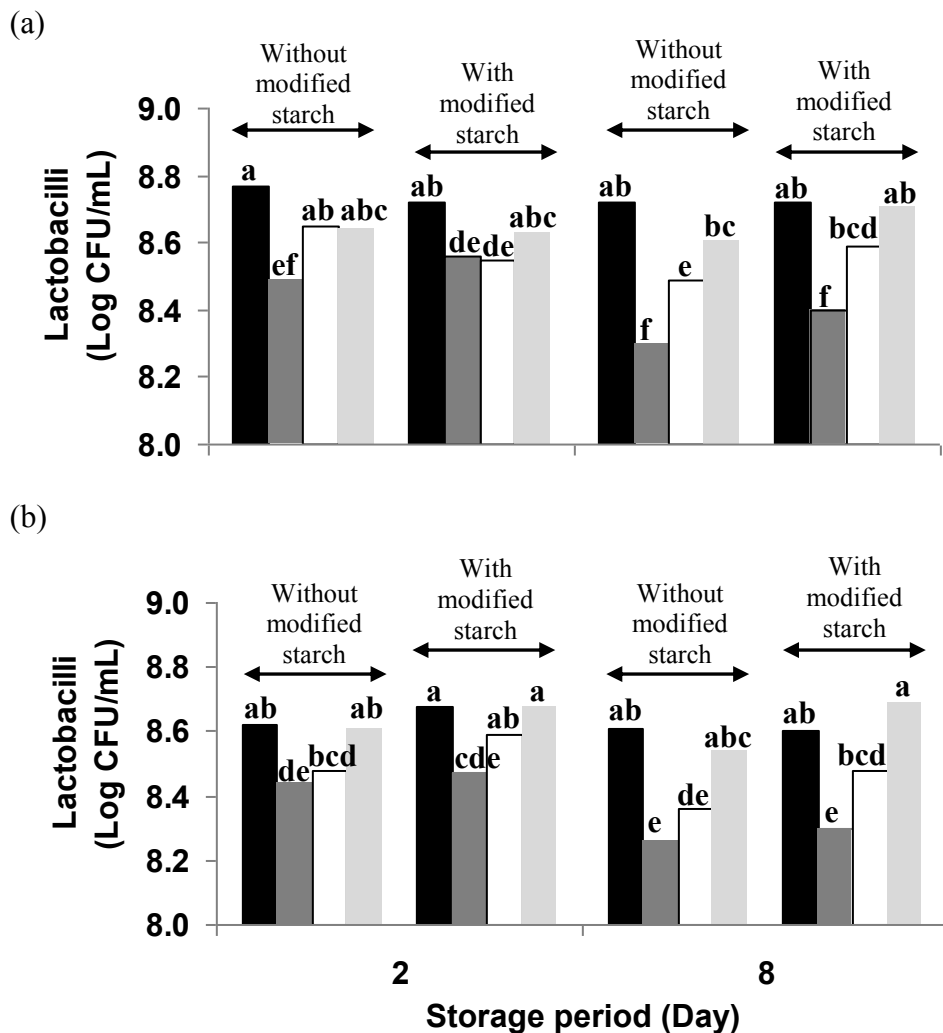 (a)
Without
modified
starch
With
modified
starch
Without
modified
starch
With
modified
starch
Lactobacilli
(Log CFU/mL)
9.0
8.8
8.6
8.4
8.2
8.0
a
ef
ab
abc
ab
de
de
abc
ab
f
e
bc
ab
f
bcd
ab
(b)
Without
modified
starch
With
modified
starch
Without
modified
starch
With
modified
starch
Lactobacilli
(Log CFU/mL)
9.0
8.8
8.6
8.4
8.2
8.0
ab
de
bcd
ab
a
cde
ab
a
ab
e
de
abc
ab
e
bcd
a
2
8
Storage period (Day)